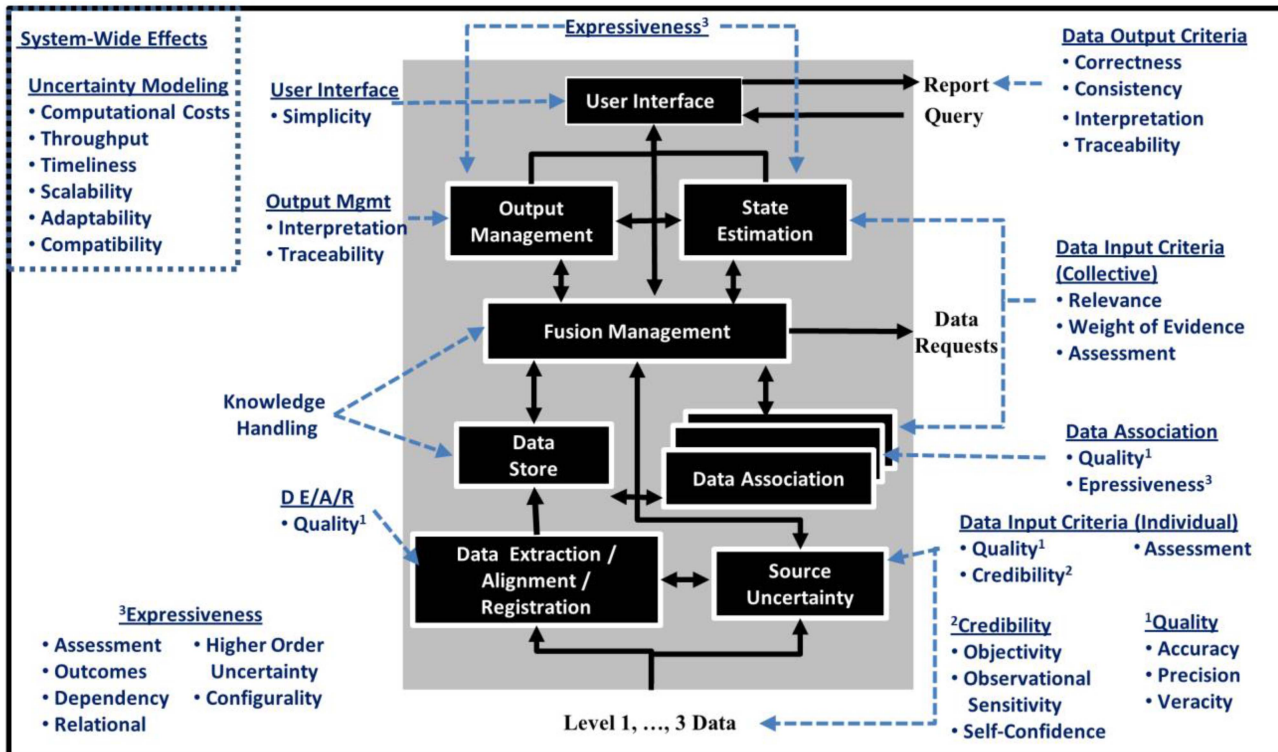 System-Wide Effects
Uncertainty Modeling
• Computational Costs
• Throughput
• Timeliness
• Scalability
• Adaptability
• Compatibility
Expressiveness³
User Interface
• Simplicity
User Interface
Report
Query
Data Output Criteria
• Correctness
• Consistency
• Interpretation
• Traceability
Output Mgmt
• Interpretation
• Traceability
Output
Management
State
Estimation
Data Input Criteria
(Collective)
• Relevance
• Weight of Evidence
• Assessment
Fusion Management
Data
Requests
Knowledge
Handling
Data
Store
Data Association
Data Association
• Quality¹
• Epressiveness³
D E/A/R
• Quality¹
Data Extraction /
Alignment /
Registration
Source
Uncertainty
Data Input Criteria (Individual)
• Quality¹
• Credibility²
• Assessment
³Expressiveness
• Assessment
• Outcomes
• Dependency
• Relational
• Higher Order
Uncertainty
• Configurality
Level 1, ..., 3 Data
²Credibility
• Objectivity
• Observational
Sensitivity
• Self-Confidence
¹Quality
• Accuracy
• Precision
• Veracity